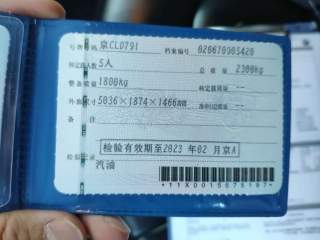 号牌号码 京CL0791 档案编号 020670905420
核定载人数 5人 总质量 2300kg
整备质量 1800kg 核定载质量 --
外廓尺寸 5036×1874×1466mm 准牵引总质量 --
备注
检验有效期至2023 年02 月京A
检验记录
汽油
*11X0015575187*